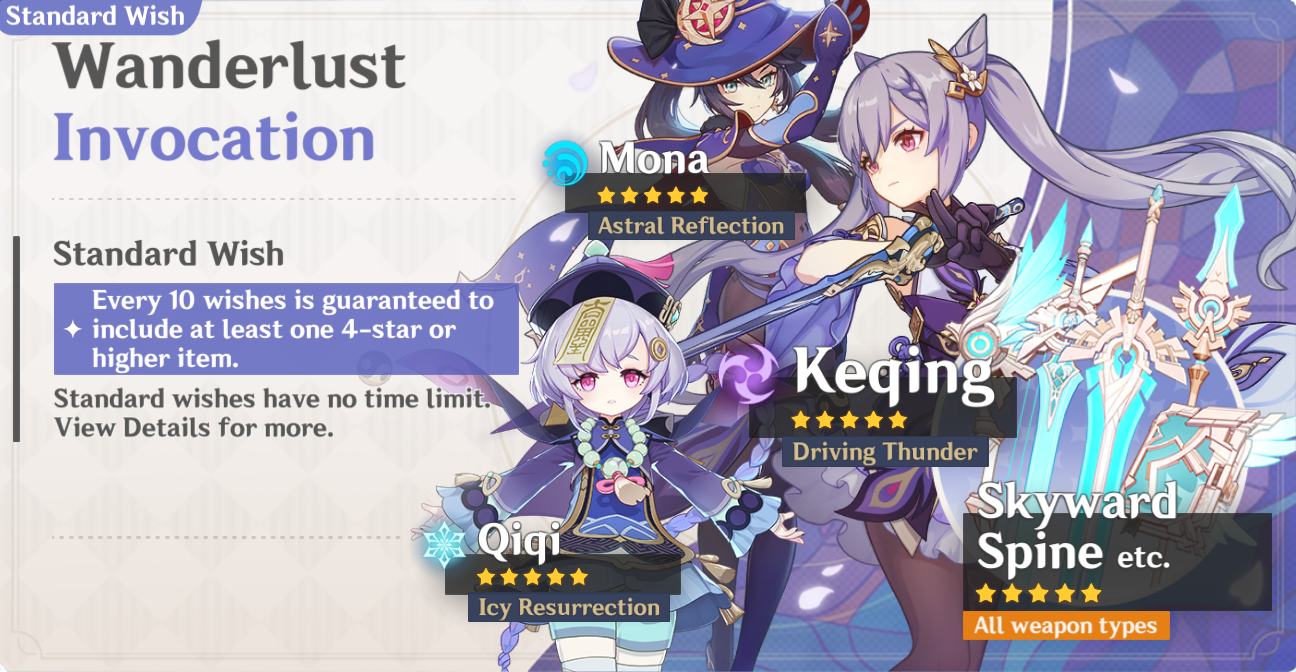 Standard Wish
Wanderlust
Invocation
Standard Wish
Every 10 wishes is guaranteed to
include at least one 4-star or
higher item.
Standard wishes have no time limit.
View Details for more.
Mona
Astral Reflection
Keqing
Driving Thunder
Qiqi
Icy Resurrection
Skyward
Spine etc.
All weapon types